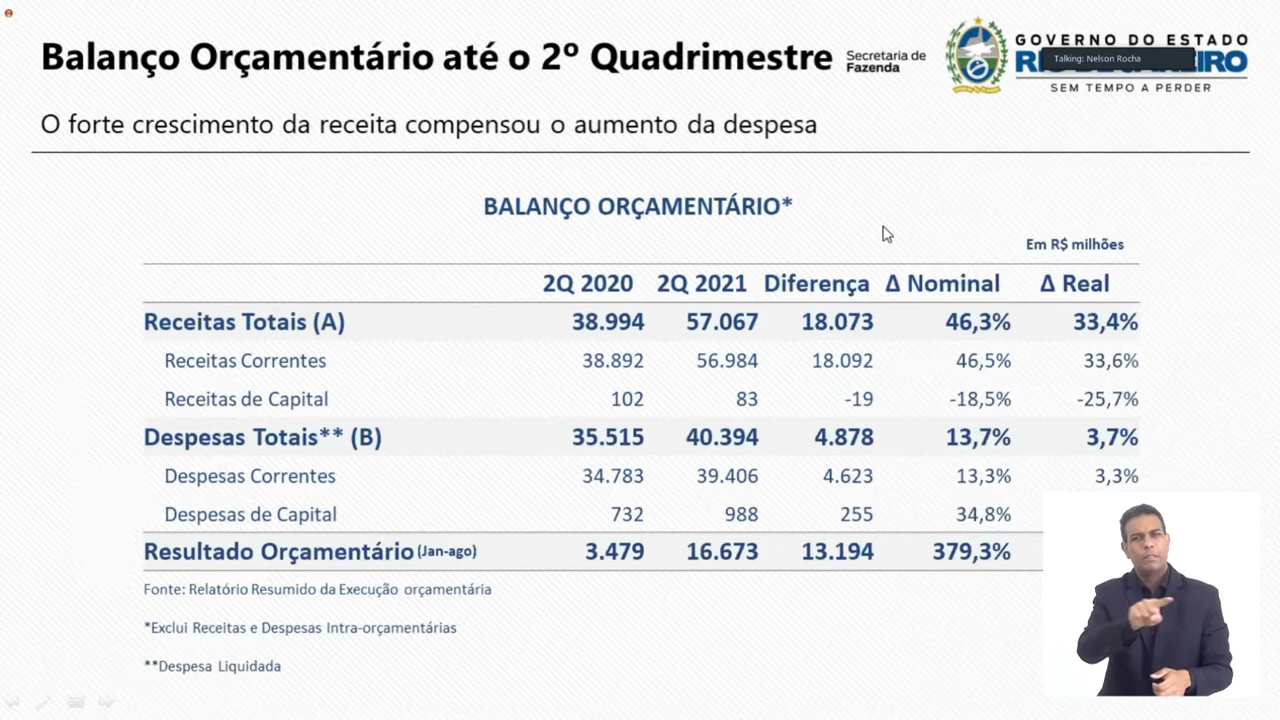 Balanço Orçamentário até o 2º Quadrimestre
Secretaria de
Fazenda
GOVERNO DO ESTADO
Talking: Nelson Rocha
SEM TEMPO A PERDER
O forte crescimento da receita compensou o aumento da despesa
BALANÇO ORÇAMENTÁRIO*
Em R$ milhões
2Q 2020 2Q 2021 Diferença Δ Nominal Δ Real
Receitas Totais (A) 38.994 57.067 18.073 46,3% 33,4%
Receitas Correntes 38.892 56.984 18.092 46,5% 33,6%
Receitas de Capital 102 83 -19 -18,5% -25,7%
Despesas Totais** (B) 35.515 40.394 4.878 13,7% 3,7%
Despesas Correntes 34.783 39.406 4.623 13,3% 3,3%
Despesas de Capital 732 988 255 34,8%
Resultado Orçamentário (Jan-ago) 3.479 16.673 13.194 379,3%
Fonte: Relatório Resumido da Execução orçamentária
*Exclui Receitas e Despesas Intra-orçamentárias
**Despesa Liquidada